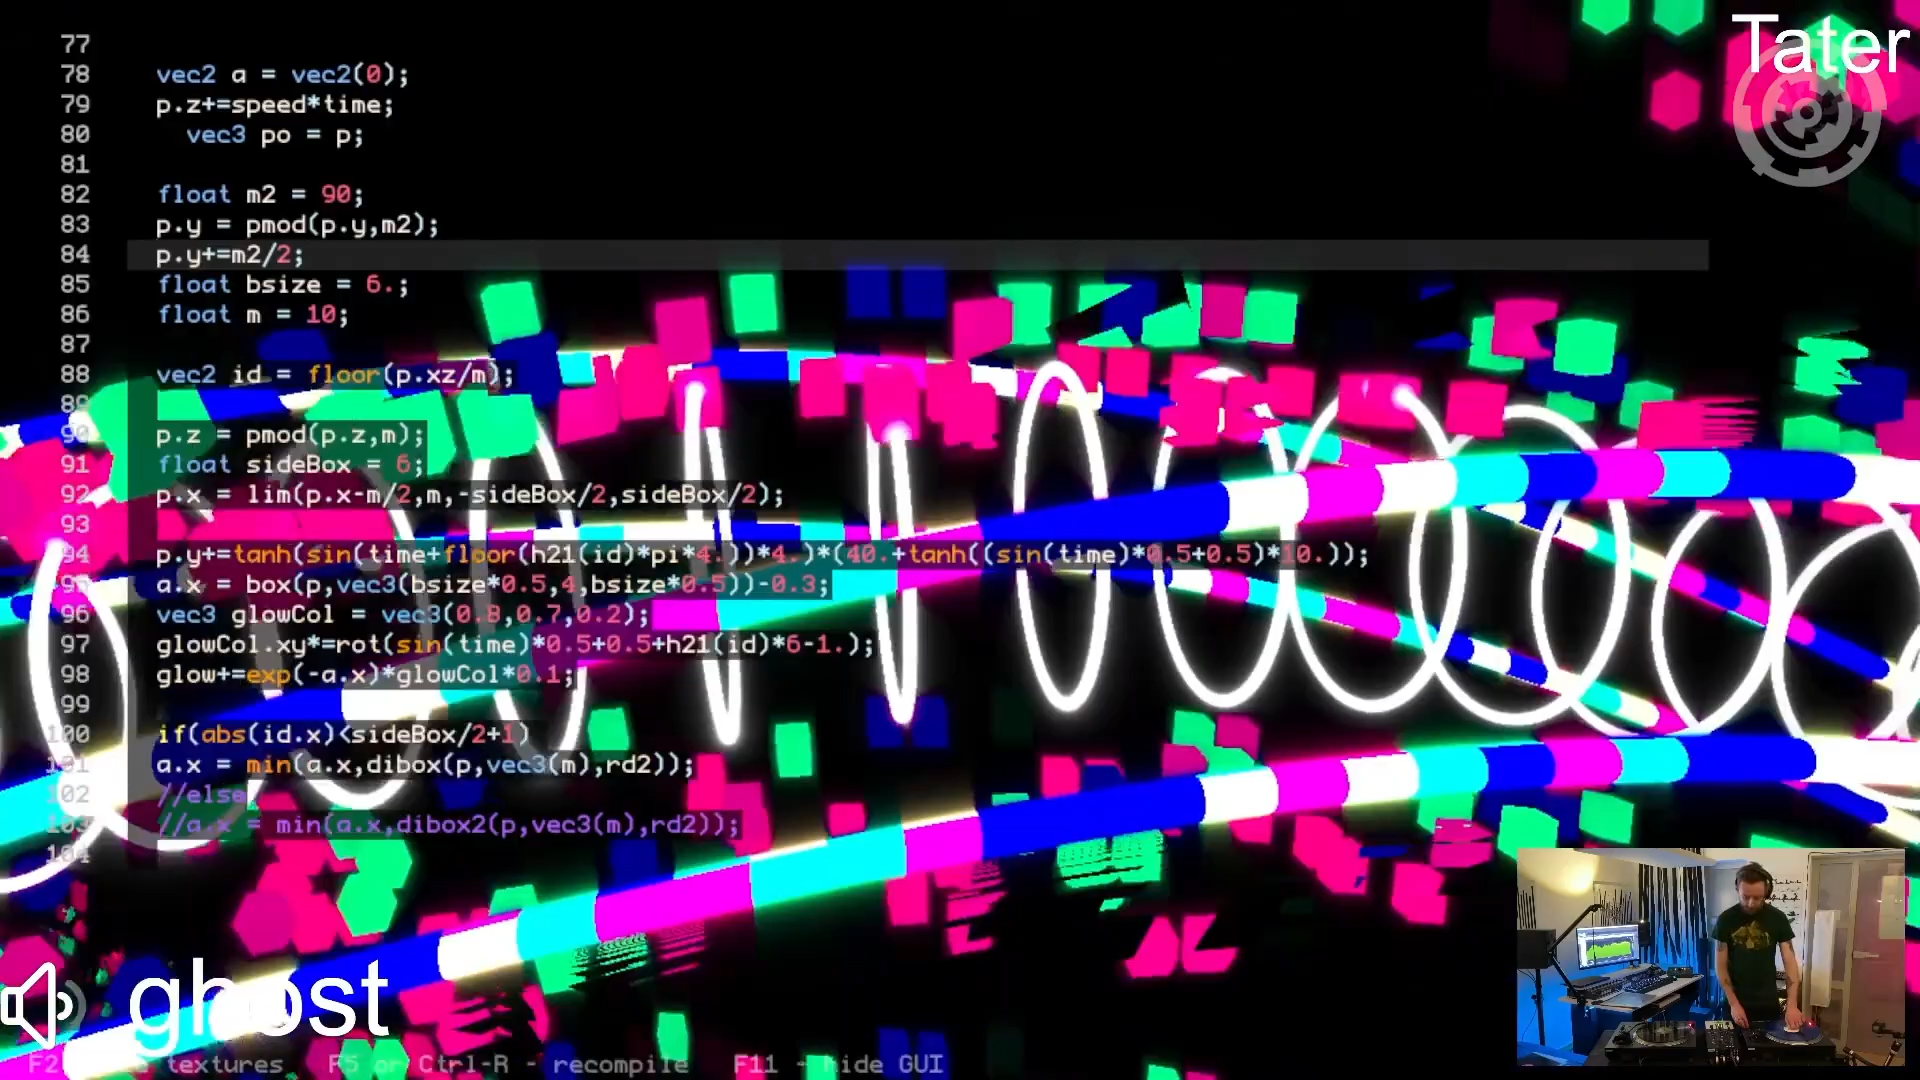 Tater
77
78 vec2 a = vec2(0);
79 p.z+=speed*time;
80 vec3 po = p;
81
82 float m2 = 90;
83 p.y = pmod(p.y,m2);
84 p.y+=m2/2;
85 float bsize = 6.;
86 float m = 10;
87
88 vec2 id = floor(p.xz/m);
89
90 p.z = pmod(p.z,m);
91 float sideBox = 6;
92 p.x = lim(p.x-m/2,m,-sideBox/2,sideBox/2);
93
94 p.y+=tanh(sin(time+floor(h21(id)*pi*4.))*4.)*(40.+tanh((sin(time)*0.5+0.5)*10.));
95 a.x = box(p,vec3(bsize*0.5,4,bsize*0.5))-0.3;
96 vec3 glowCol = vec3(0.8,0.7,0.2);
97 glowCol.xy*=rot(sin(time)*0.5+0.5+h21(id)*6-1.);
98 glow+=exp(-a.x)*glowCol*0.1;
99
100 if(abs(id.x)<sideBox/2+1)
101 a.x = min(a.x,dibox(p,vec3(m),rd2));
102 //else
103 //a.x = min(a.x,dibox2(p,vec3(m),rd2));
104
ghost
F2 textures F5 or Ctrl-R - recompile F11 - hide GUI